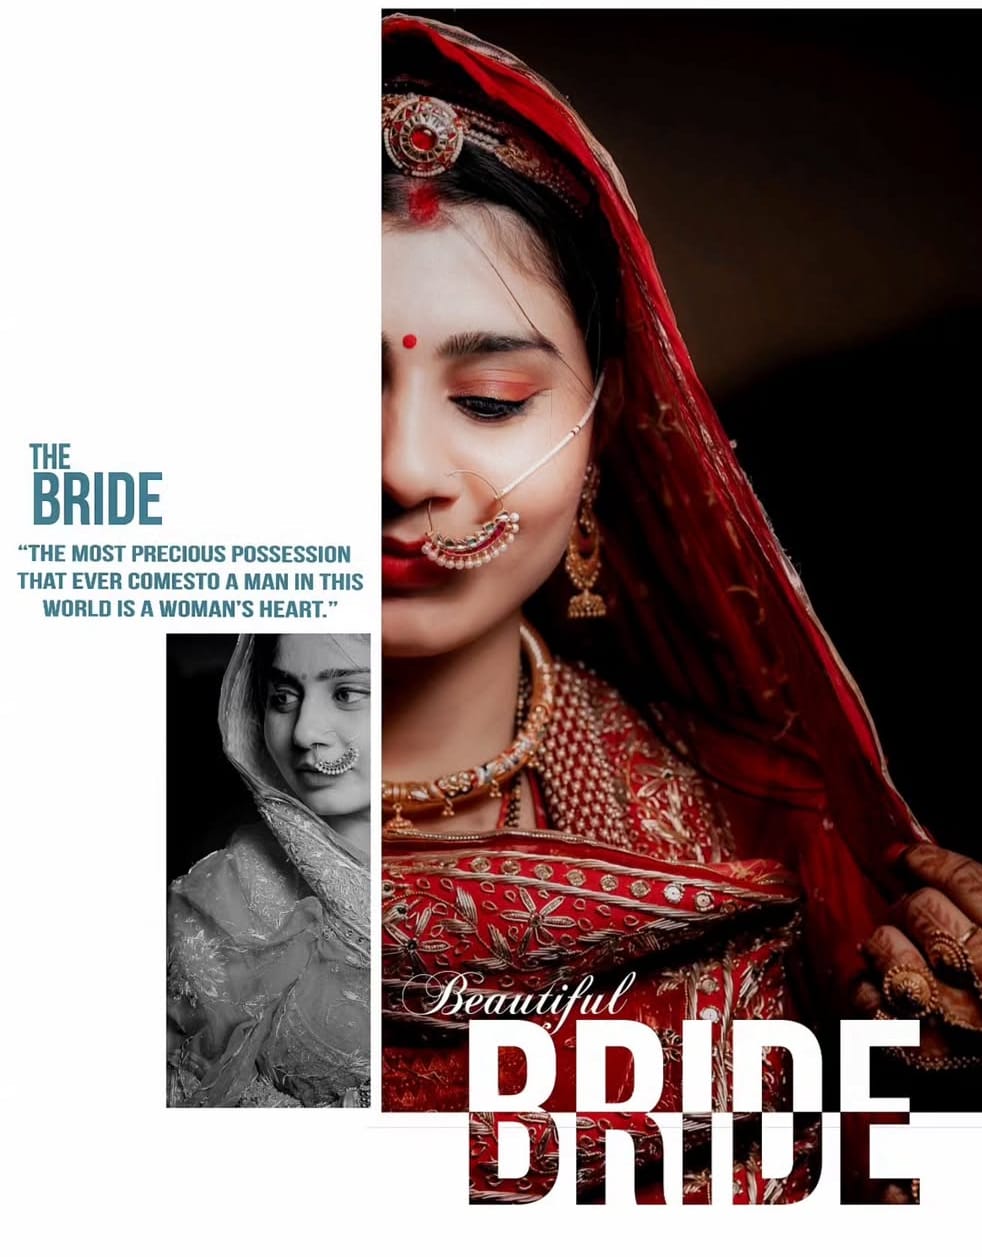 THE
BRIDE
“THE MOST PRECIOUS POSSESSION
THAT EVER COMESTO A MAN IN THIS
WORLD IS A WOMAN’S HEART.”
Beautiful
BRIDE